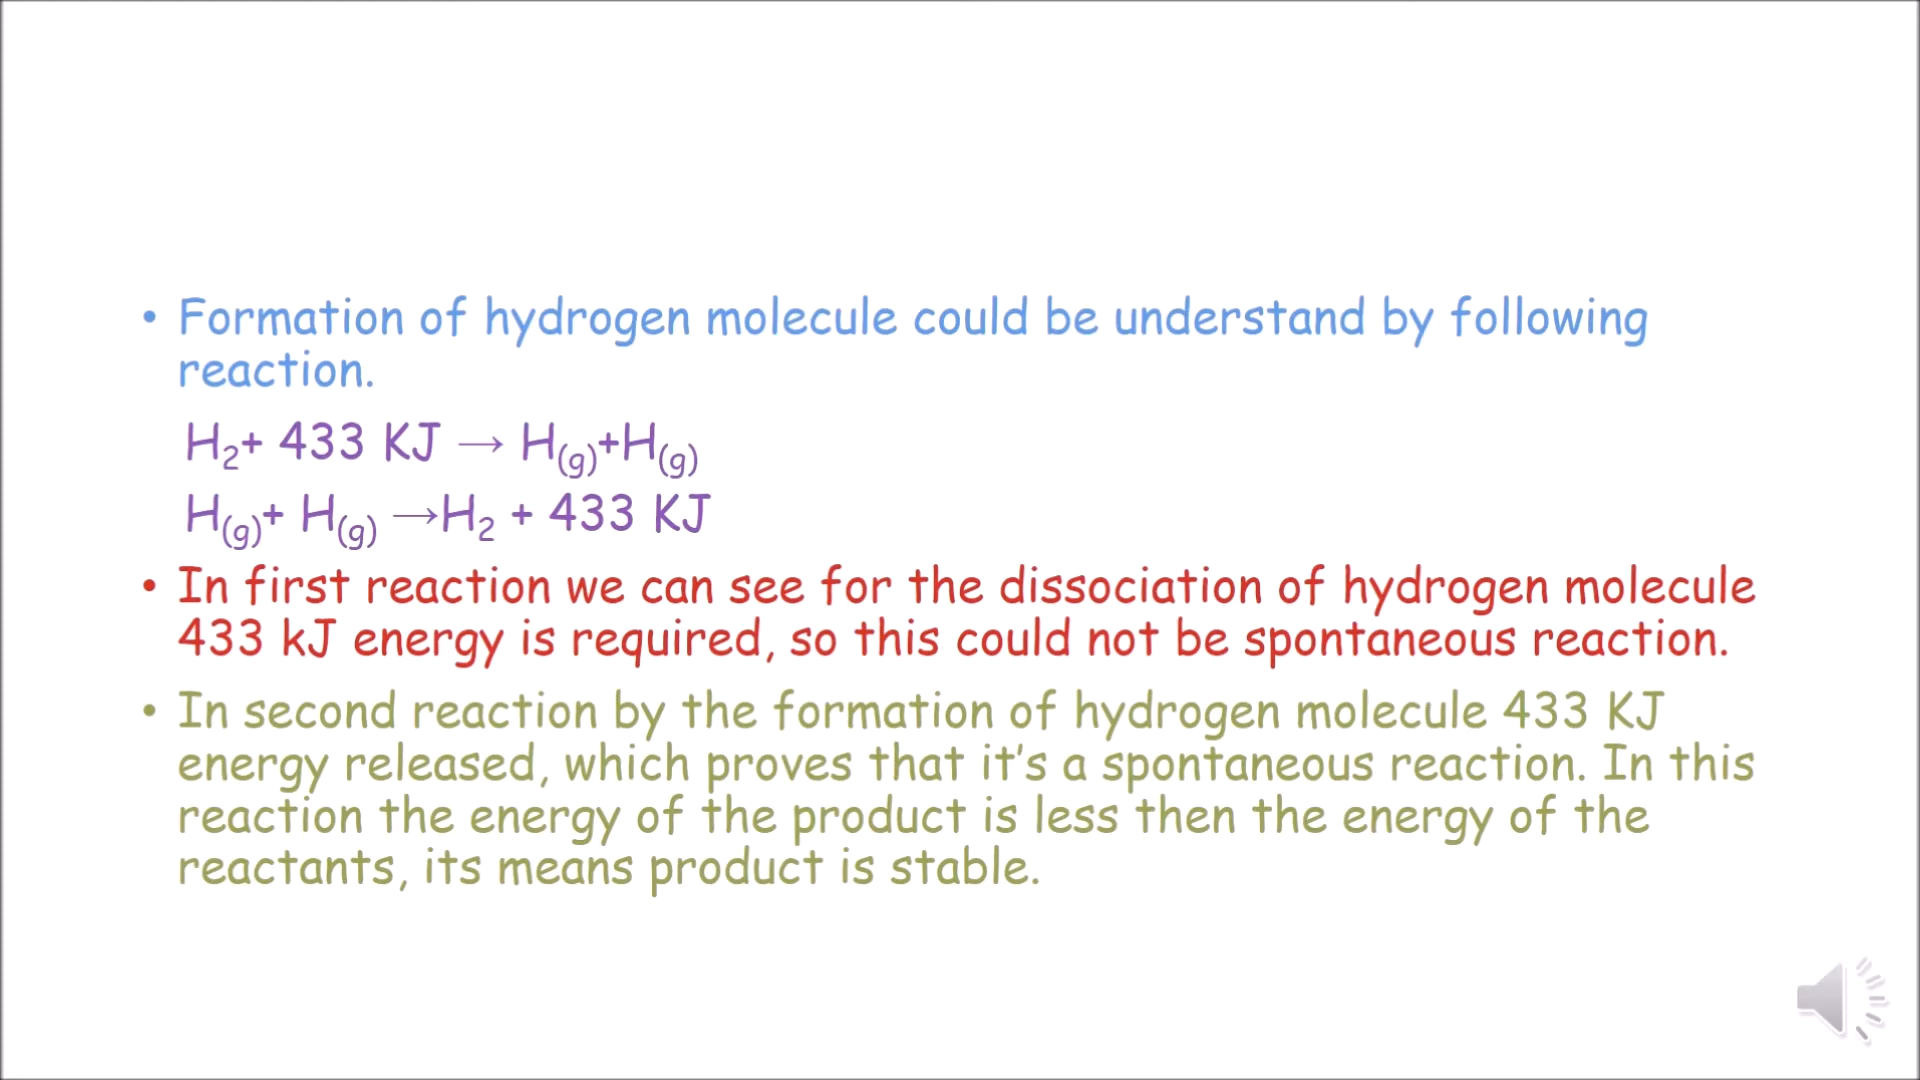 • Formation of hydrogen molecule could be understand by following
reaction.
H₂+ 433 KJ → H₍g₎+H₍g₎
H₍g₎+ H₍g₎ →H₂ + 433 KJ
• In first reaction we can see for the dissociation of hydrogen molecule
433 kJ energy is required, so this could not be spontaneous reaction.
• In second reaction by the formation of hydrogen molecule 433 KJ
energy released, which proves that it's a spontaneous reaction. In this
reaction the energy of the product is less then the energy of the
reactants, its means product is stable.